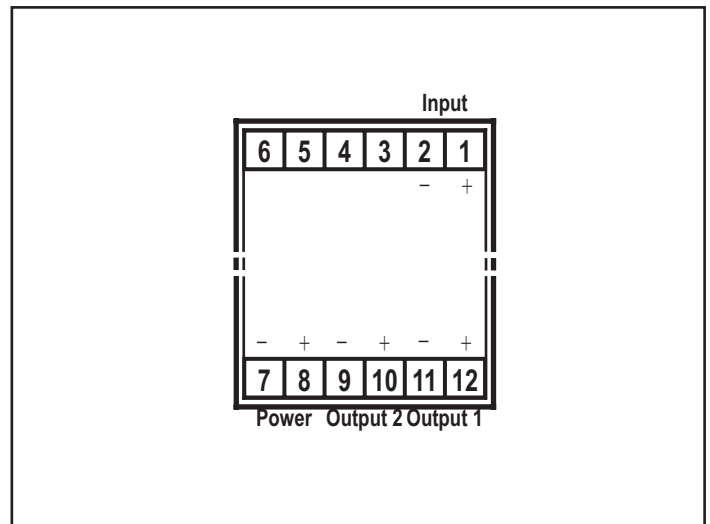 Input
6 5 4 3 2 1
− +
− + − + − +
7 8 9 10 11 12
Power Output 2 Output 1